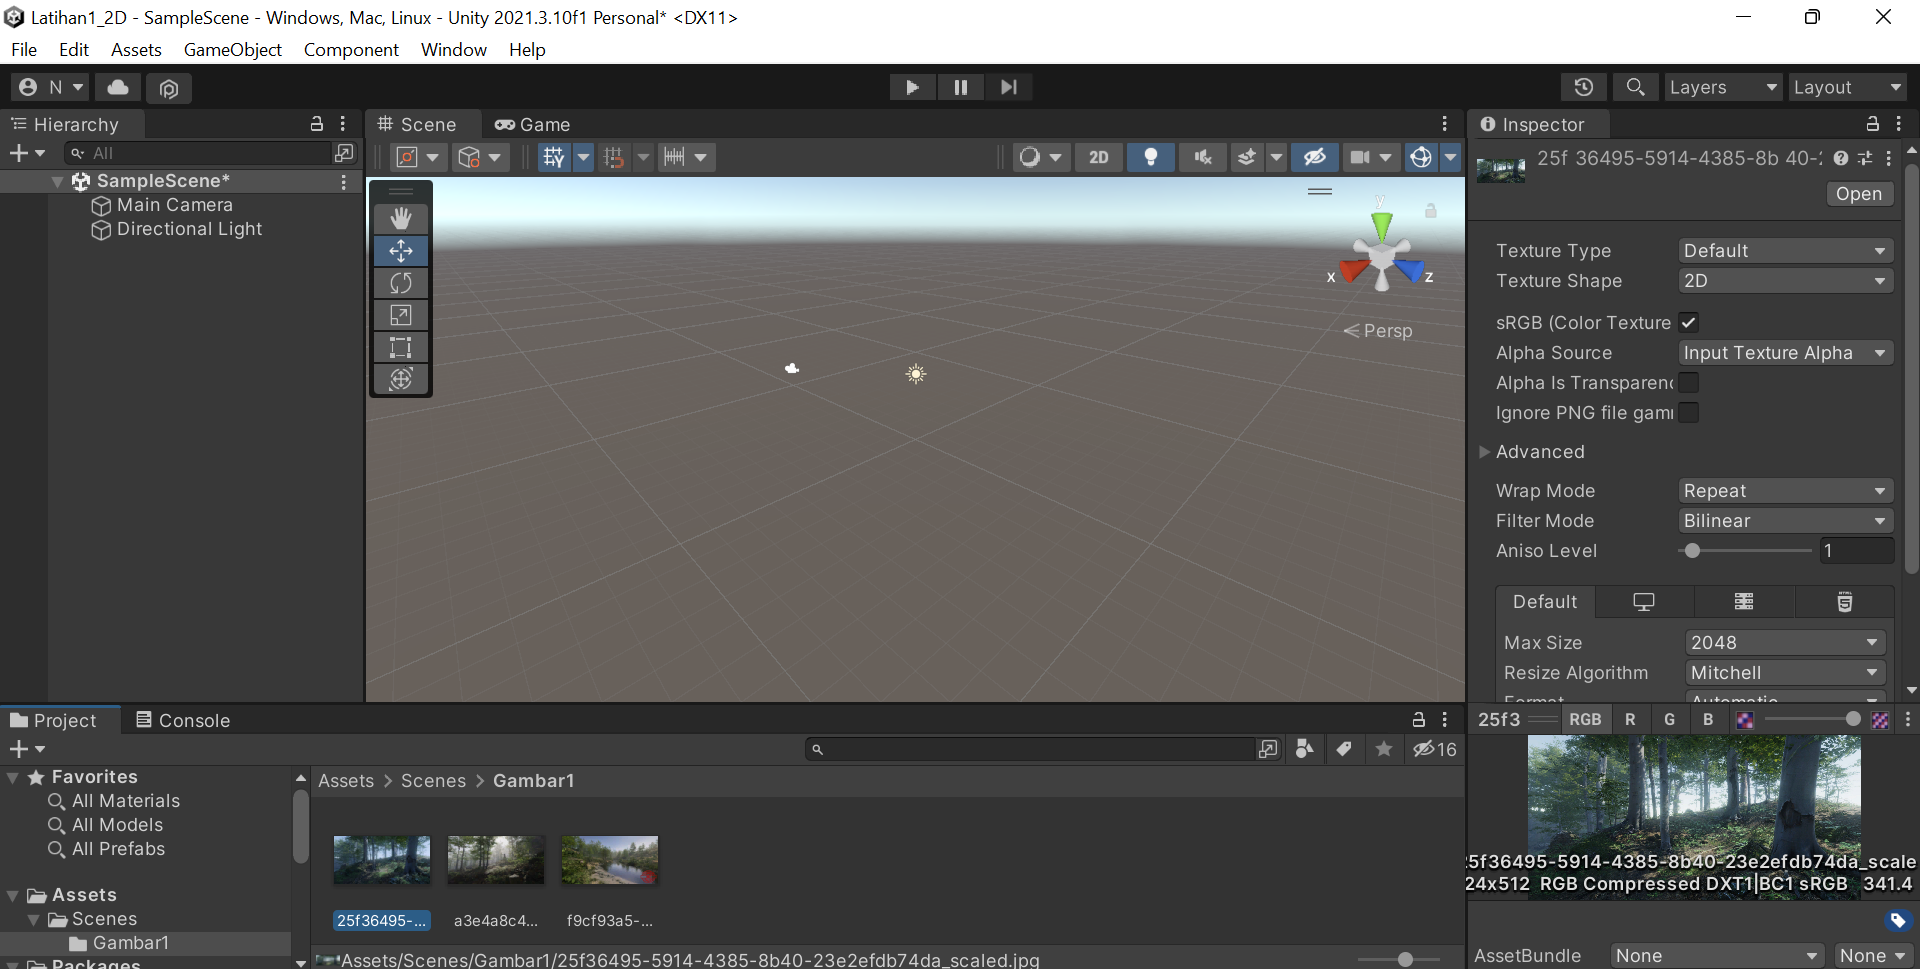 Latihan1_2D - SampleScene - Windows, Mac, Linux - Unity 2021.3.10f1 Personal* <DX11>
File Edit Assets GameObject Component Window Help
N Layers Layout
Hierarchy
All
SampleScene*
Main Camera
Directional Light
Scene Game
2D
y
x z
Persp
Inspector
25f 36495-5914-4385-8b 40-
Open
Texture Type Default
Texture Shape 2D
sRGB (Color Texture
Alpha Source Input Texture Alpha
Alpha Is Transparenc
Ignore PNG file gam
Advanced
Wrap Mode Repeat
Filter Mode Bilinear
Aniso Level 1
Default
Max Size 2048
Resize Algorithm Mitchell
Format Automatic
Project Console
16
Favorites
All Materials
All Models
All Prefabs
Assets
Scenes
Gambar1
Packages
Assets > Scenes > Gambar1
25f36495-... a3e4a8c4... f9cf93a5-...
Assets/Scenes/Gambar1/25f36495-5914-4385-8b40-23e2efdb74da_scaled.jpg
25f3 RGB R G B
5f36495-5914-4385-8b40-23e2efdb74da_scale
24x512 RGB Compressed DXT1|BC1 sRGB 341.4
AssetBundle None None